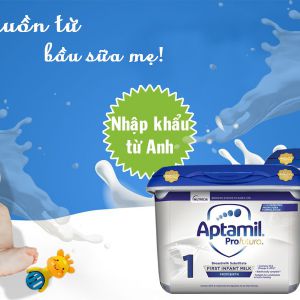 uồn từ
bầu sữa mẹ!
Nhập khẩu
từ Anh
Aptamil
Profutura
1
FIRST INFANT MILK